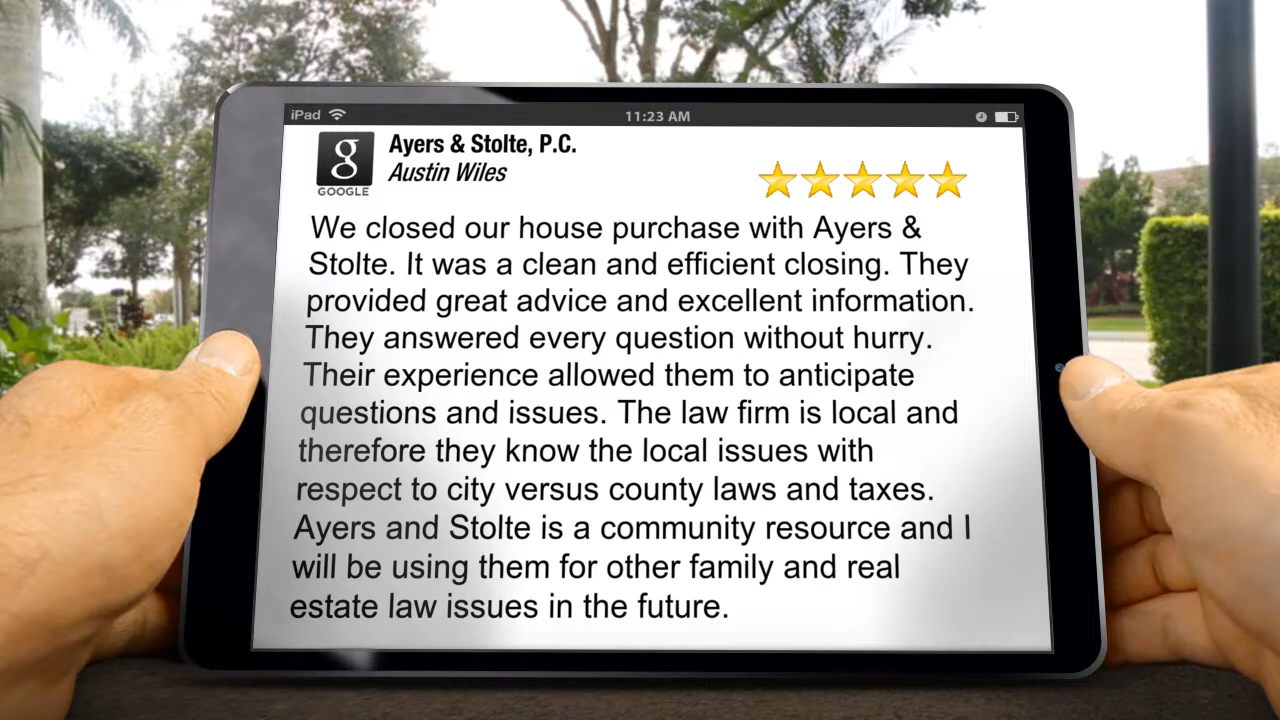 iPad 11:23 AM
g
GOOGLE
Ayers & Stolte, P.C.
Austin Wiles
We closed our house purchase with Ayers &
Stolte. It was a clean and efficient closing. They
provided great advice and excellent information.
They answered every question without hurry.
Their experience allowed them to anticipate
questions and issues. The law firm is local and
therefore they know the local issues with
respect to city versus county laws and taxes.
Ayers and Stolte is a community resource and I
will be using them for other family and real
estate law issues in the future.